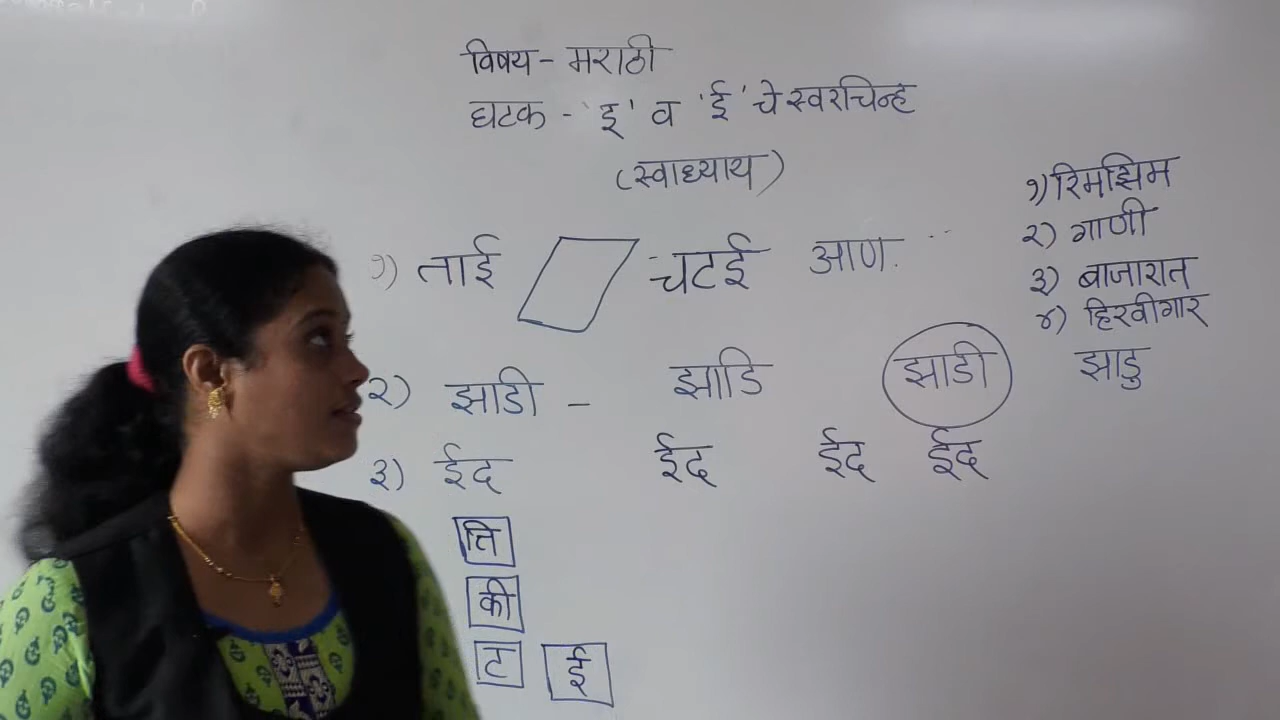 विषय - मराठी
घटक - 'इ' व 'ई' चे स्वरचिन्ह
(स्वाध्याय)
१) ताई चटई आण.
२) झाडी - झाडि झाडी
३) ईद ईद ईद ईद
ति
की
ट ई
१) रिमझिम
२) गाणी
३) बाजारात
४) हिरवीगार
झाडु